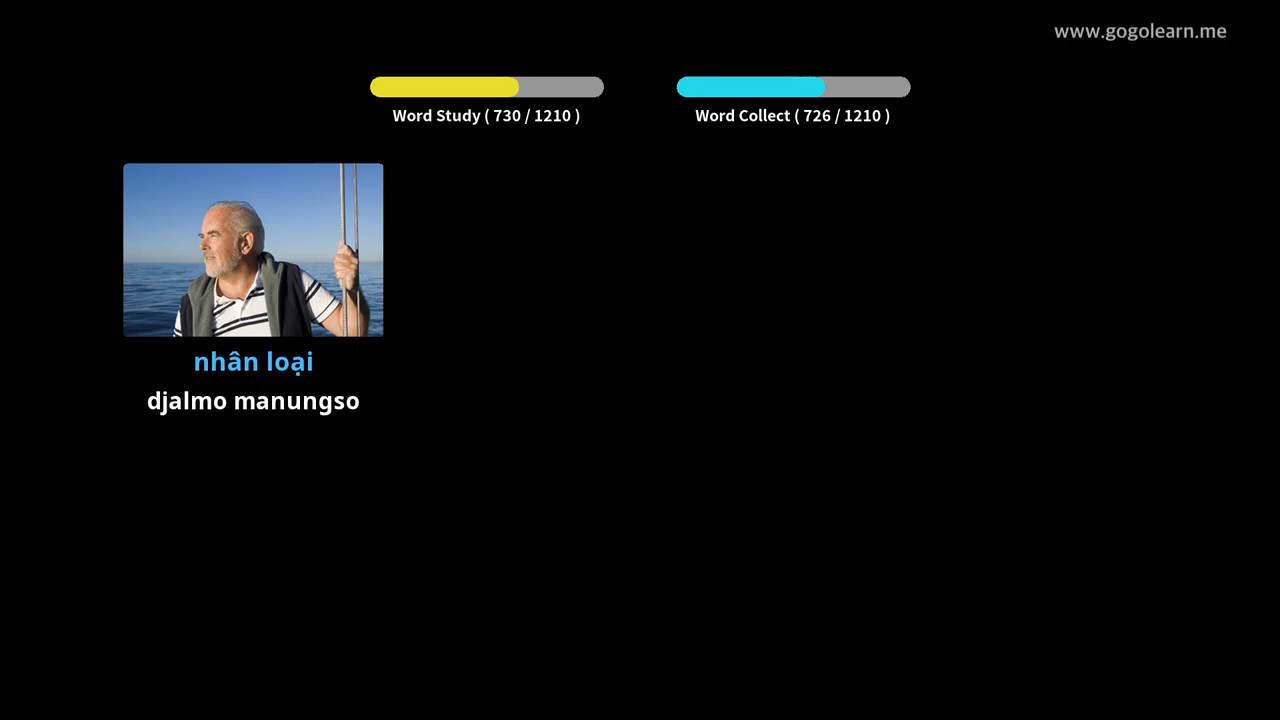 www.gogolearn.me
Word Study ( 730 / 1210 )
Word Collect ( 726 / 1210 )
nhân loại
djalmo manungso